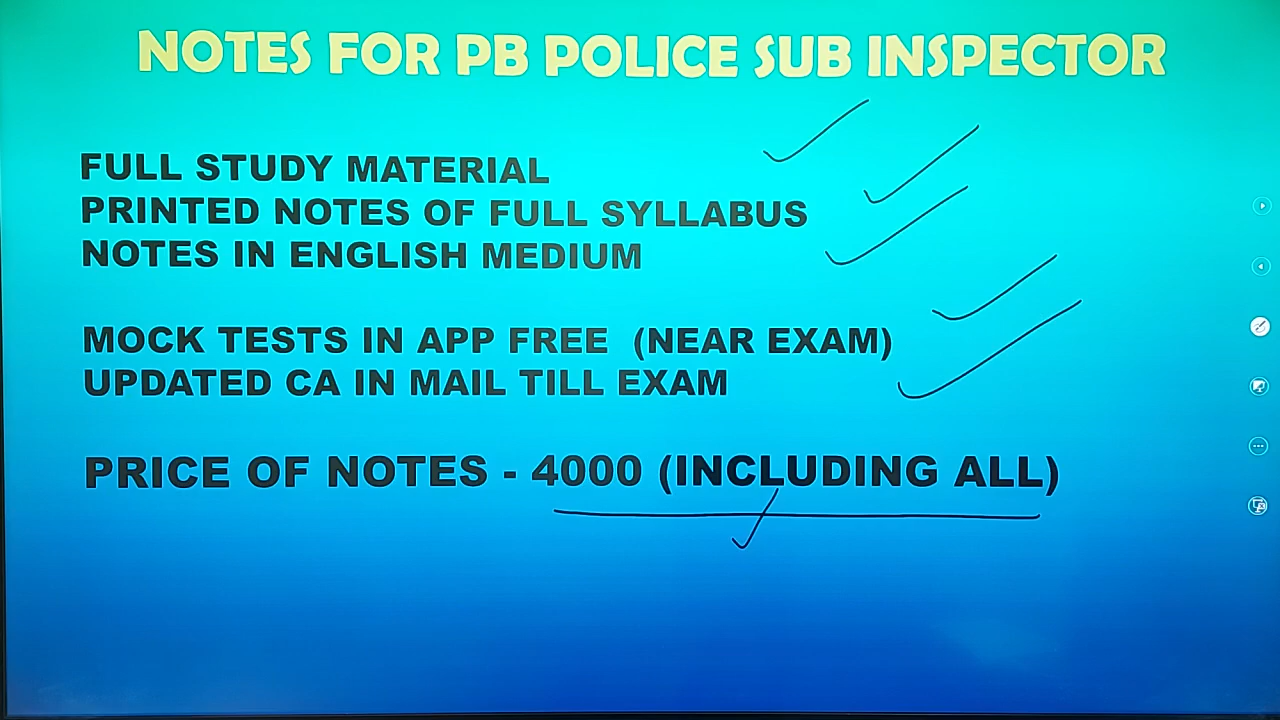 NOTES FOR PB POLICE SUB INSPECTOR
FULL STUDY MATERIAL
PRINTED NOTES OF FULL SYLLABUS
NOTES IN ENGLISH MEDIUM
MOCK TESTS IN APP FREE (NEAR EXAM)
UPDATED CA IN MAIL TILL EXAM
PRICE OF NOTES - 4000 (INCLUDING ALL)